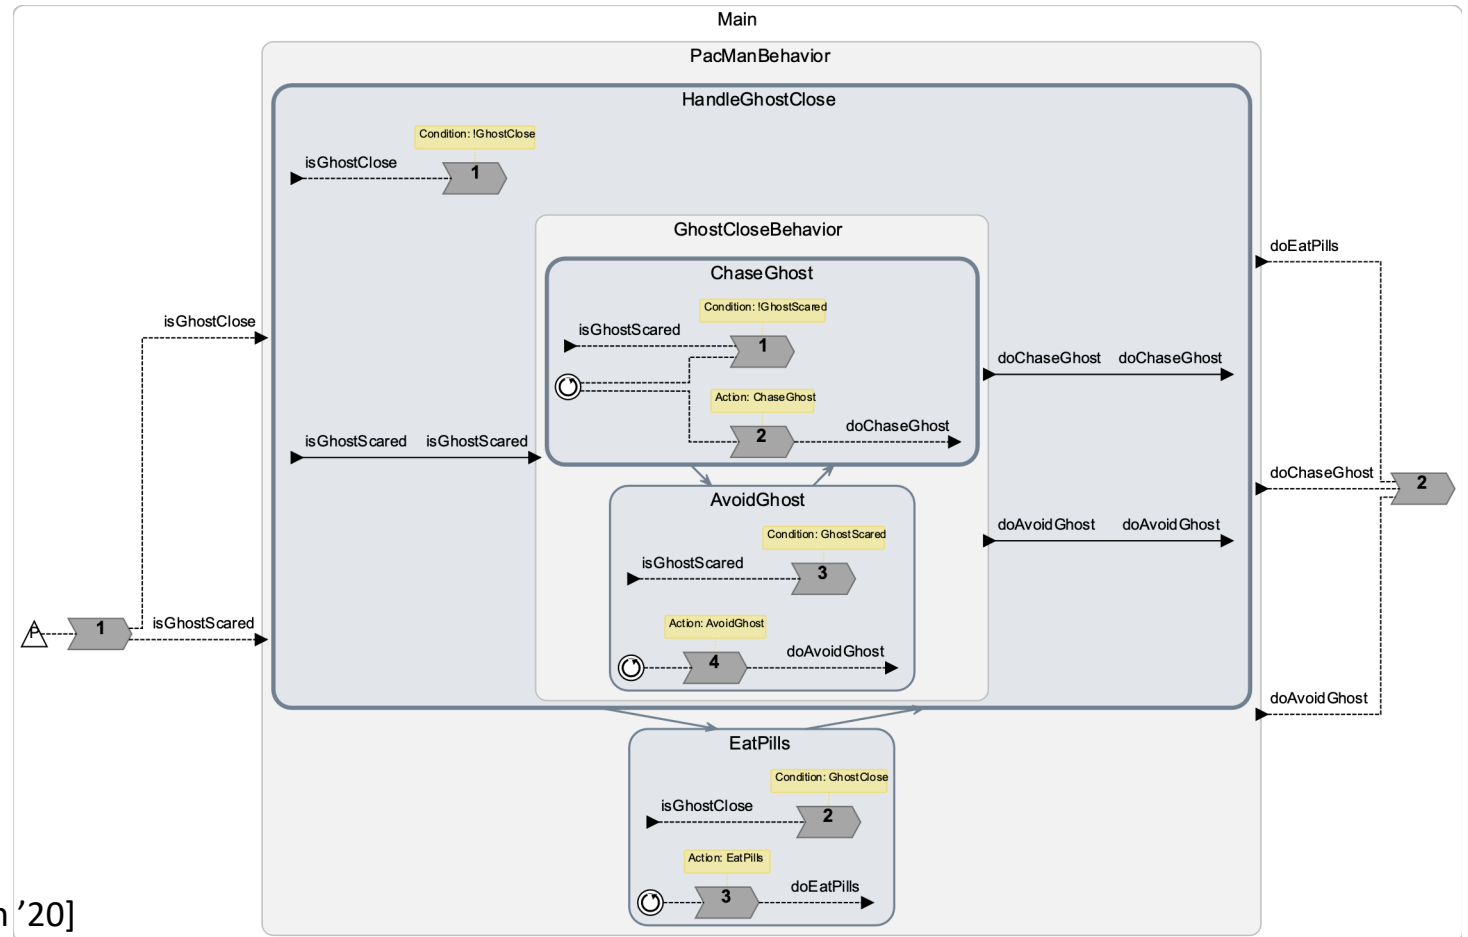 Main
PacManBehavior
HandleGhostClose
Condition: !GhostClose
isGhostClose
1
GhostCloseBehavior
ChaseGhost
Condition: !GhostScared
isGhostScared
1
Action: ChaseGhost
2
doChaseGhost
AvoidGhost
Condition: GhostScared
isGhostScared
3
Action: AvoidGhost
4
doAvoidGhost
isGhostScared isGhostScared
doChaseGhost doChaseGhost
doAvoidGhost doAvoidGhost
isGhostClose
P
1
isGhostScared
doEatPills
doChaseGhost
2
doAvoidGhost
EatPills
Condition: GhostClose
isGhostClose
2
Action: EatPills
3
doEatPills
’20]